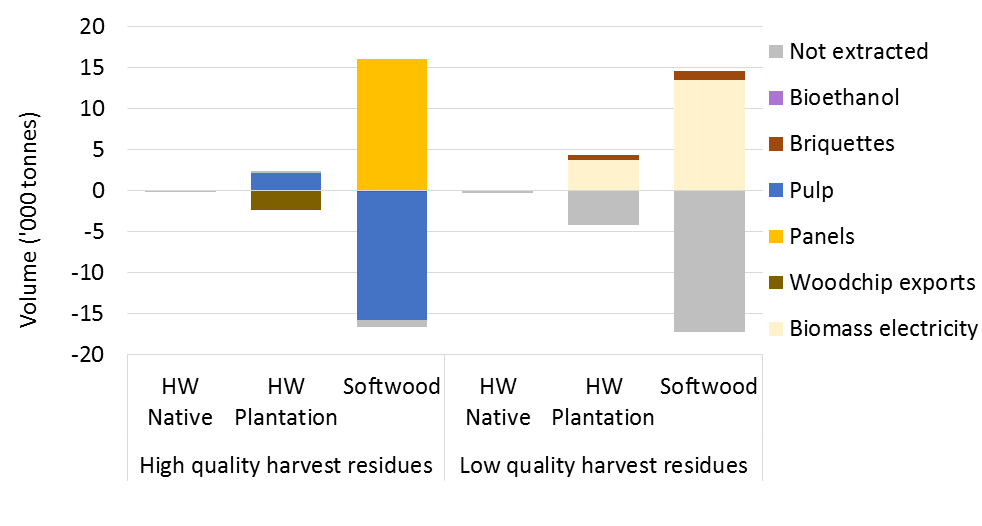 Volume ('000 tonnes)
20
15
10
5
0
-5
-10
-15
-20
HW
Native
HW
Plantation
Softwood
HW
Native
HW
Plantation
Softwood
High quality harvest residues
Low quality harvest residues
Not extracted
Bioethanol
Briquettes
Pulp
Panels
Woodchip exports
Biomass electricity